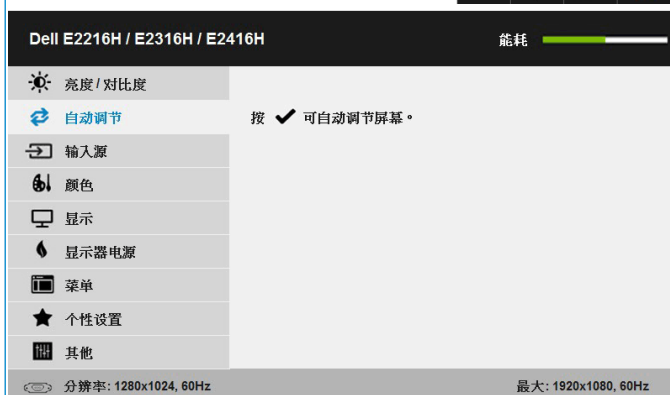 Dell E2216H / E2316H / E2416H 能耗
亮度/对比度
自动调节 按 ✔ 可自动调节屏幕。
输入源
颜色
显示
显示器电源
菜单
个性设置
其他
分辨率: 1280x1024, 60Hz 最大: 1920x1080, 60Hz